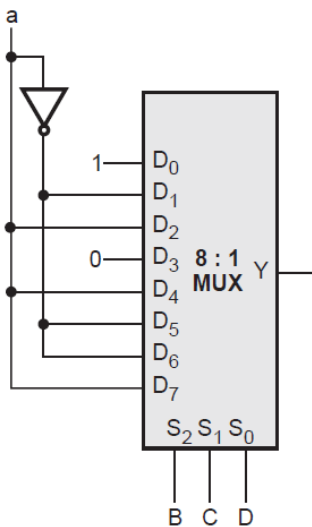 a
1 D₀
D₁
D₂
0 D₃
8 : 1
MUX
Y
D₄
D₅
D₆
D₇
S₂ S₁ S₀
B C D